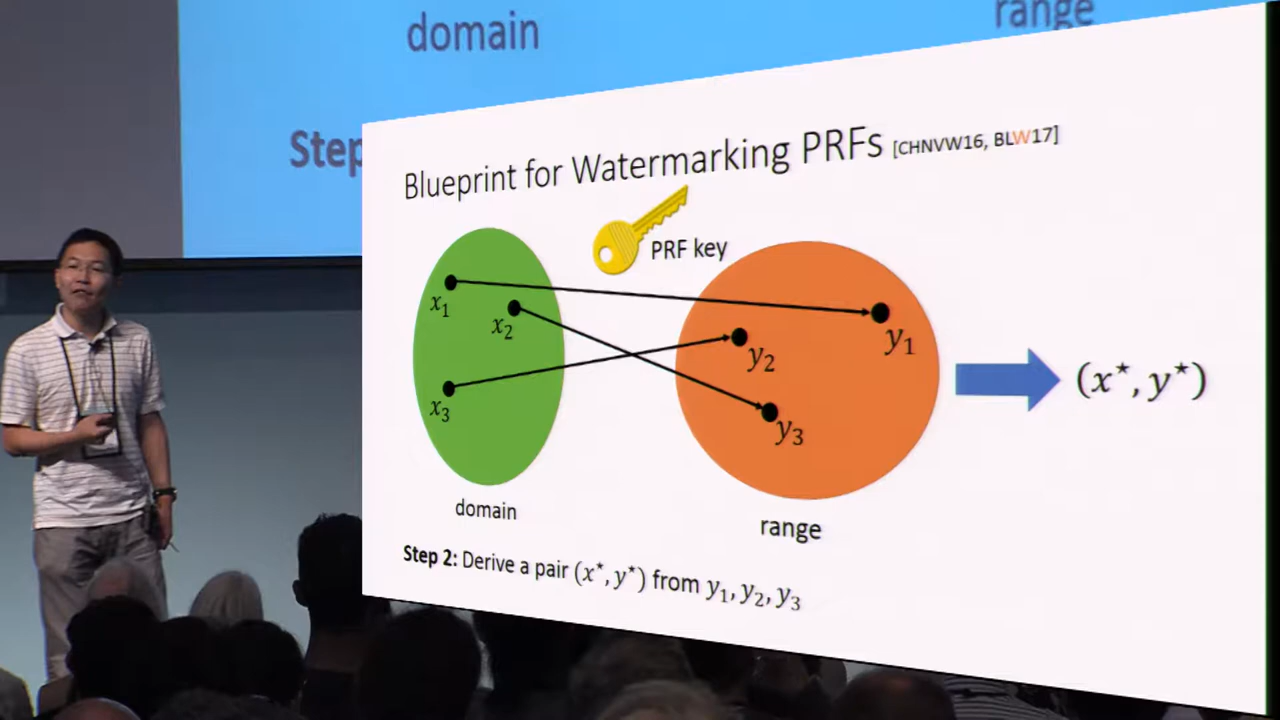 domain
range
Step
Blueprint for Watermarking PRFs [CHNVW16, BLW17]
PRF key
x₁
x₂
x₃
y₁
y₂
y₃
(x*, y*)
domain
range
Step 2: Derive a pair (x*, y*) from y₁, y₂, y₃